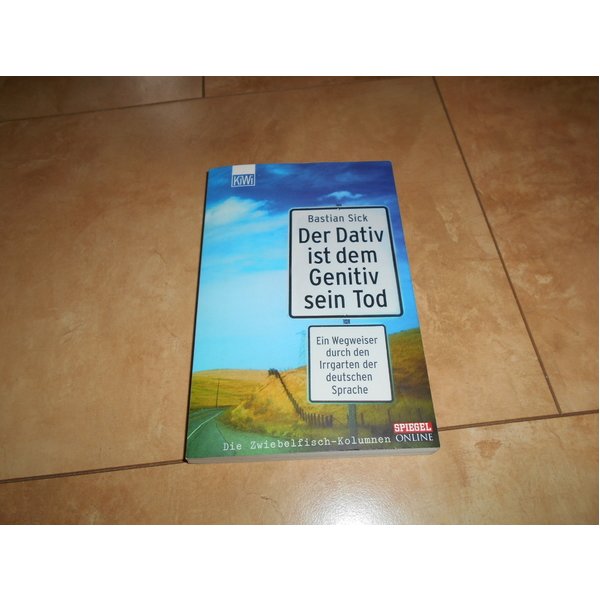 KiWi
Bastian Sick
Der Dativ
ist dem
Genitiv
sein Tod
Ein Wegweiser
durch den
Irrgarten der
deutschen
Sprache
Die Zwiebelfisch-Kolumnen
SPIEGEL
ONLINE